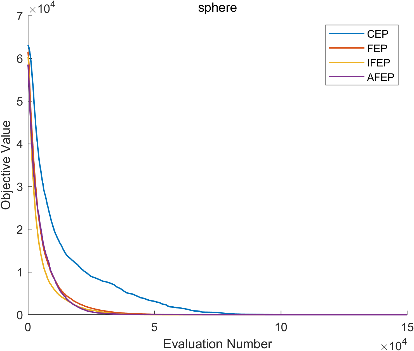 sphere
×10⁴
7
6
5
4
3
2
1
0
Objective Value
CEP
FEP
IFEP
AFEP
0 5 10 15
Evaluation Number
×10⁴